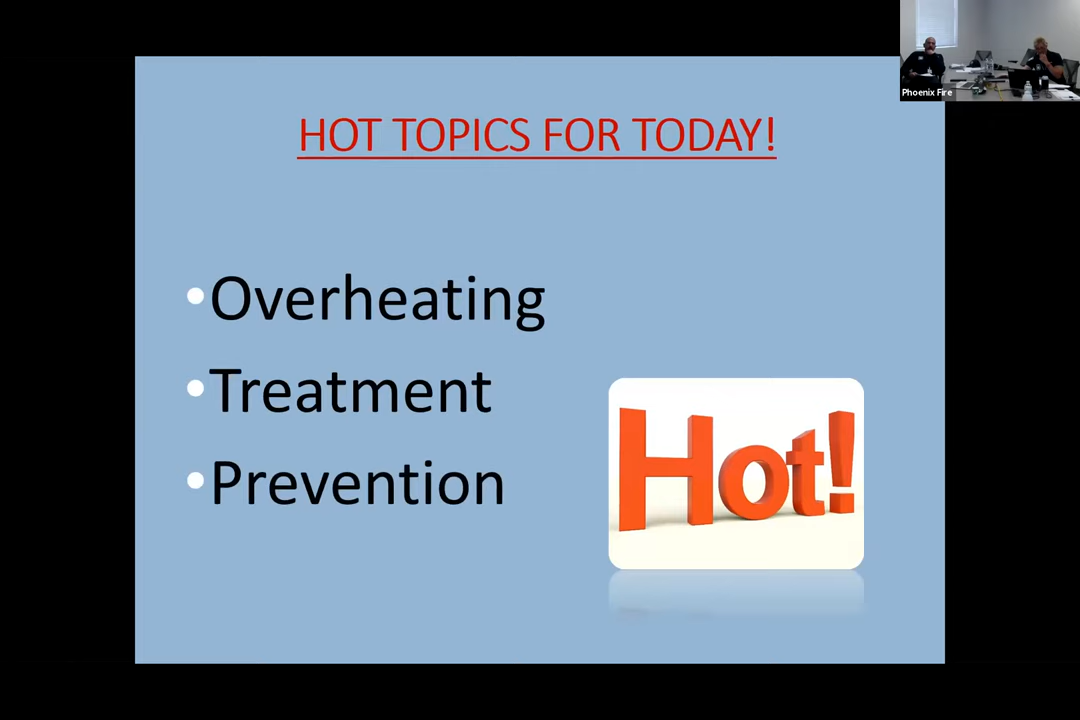 HOT TOPICS FOR TODAY!
•Overheating
•Treatment
•Prevention
Hot!
Phoenix Fire